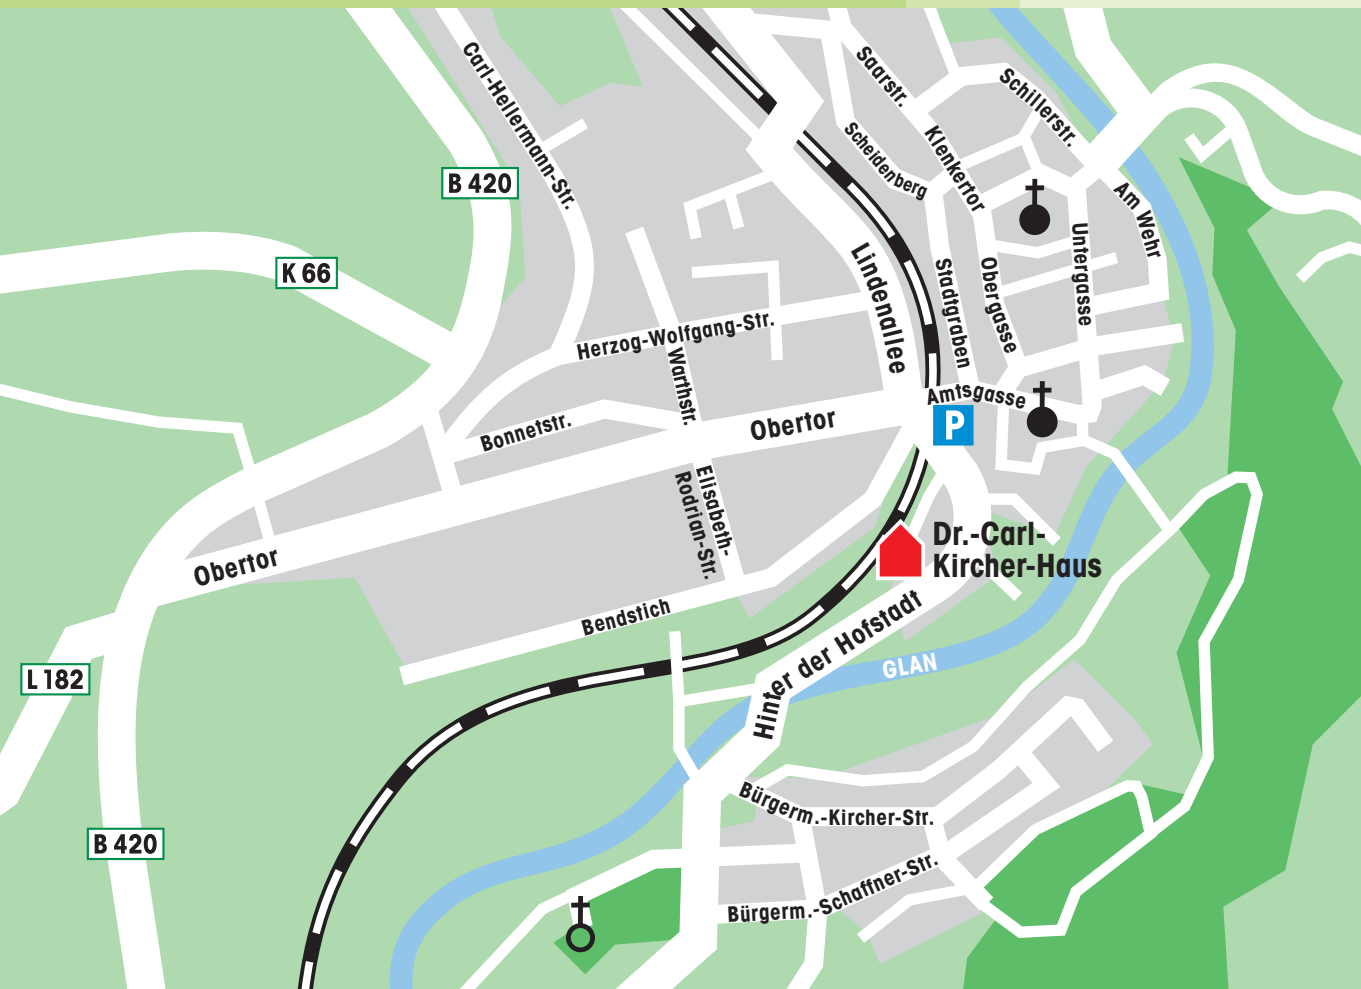 Carl-Hellermann-Str.
Saarstr.
Schillerstr.
Scheidenberg
Klenkertor
B 420
Am Wehr
K 66
Lindenallee
Stadtgraben
Obergasse
Untergasse
Herzog-Wolfgang-Str.
Warthstr.
Amtsgasse
Bonnetstr.
Obertor
P
Elisabeth-
Rodrian-Str.
Obertor
Dr.-Carl-
Kircher-Haus
Bendstich
Hinter der Hofstadt
GLAN
L 182
Bürgerm.-Kircher-Str.
B 420
Bürgerm.-Schaffner-Str.